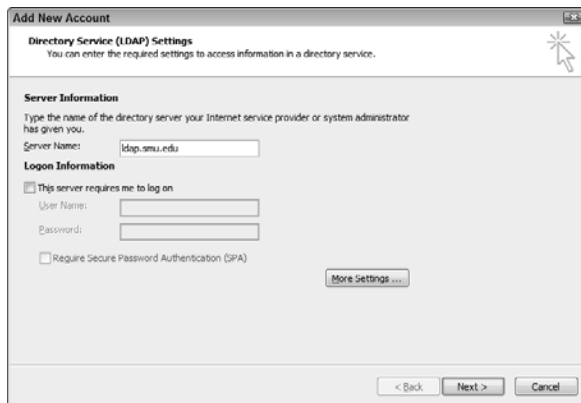 Add New Account
Directory Service (LDAP) Settings
You can enter the required settings to access information in a directory service.
Server Information
Type the name of the directory server your Internet service provider or system administrator
has given you.
Server Name: ldap.smu.edu
Logon Information
This server requires me to log on
User Name:
Password:
Require Secure Password Authentication (SPA)
More Settings ...
< Back Next > Cancel